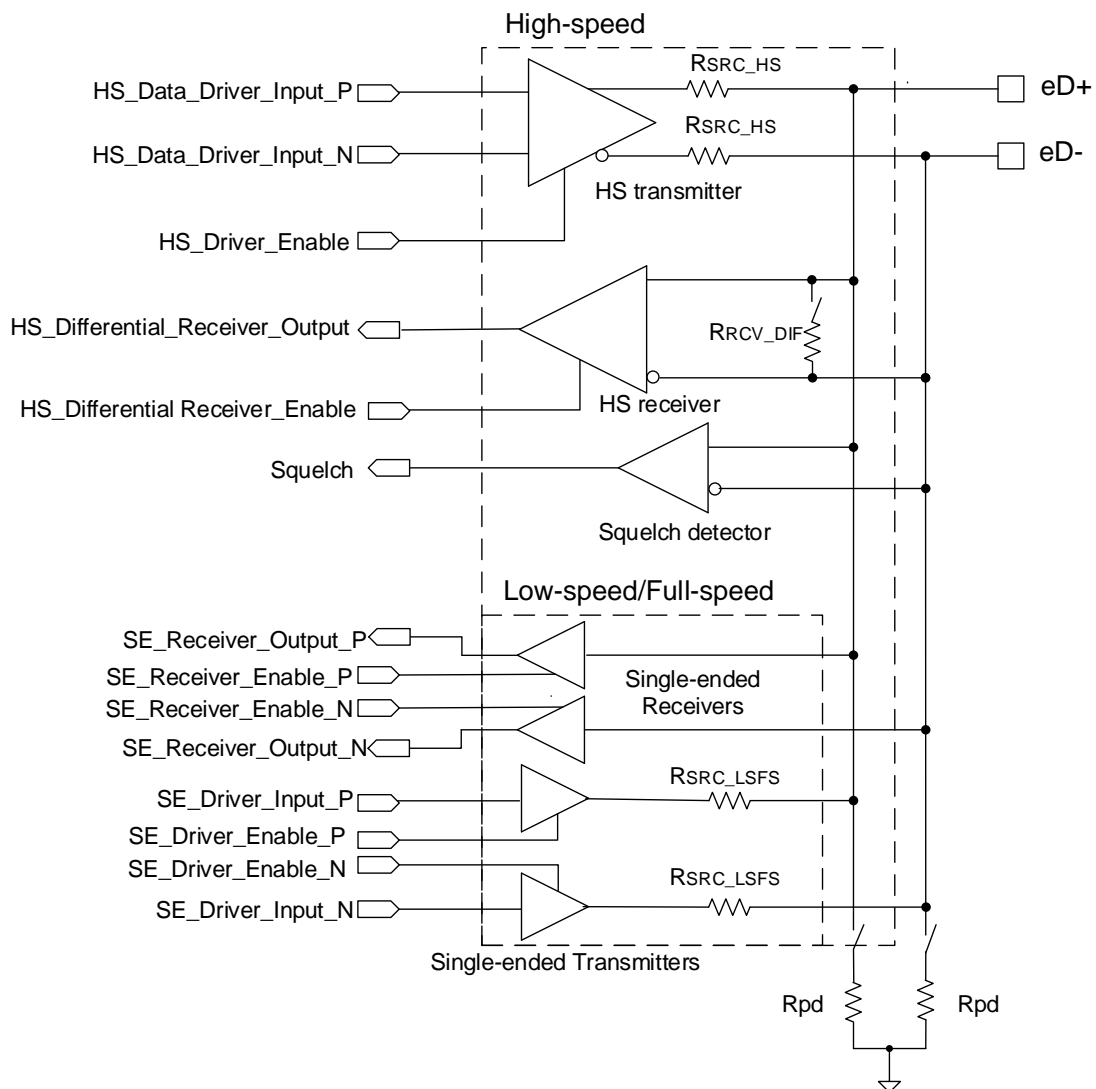 High-speed
HS_Data_Driver_Input_P
RSRC_HS
eD+
HS_Data_Driver_Input_N
RSRC_HS
eD-
HS transmitter
HS_Driver_Enable
HS_Differential_Receiver_Output
RRCV_DIF
HS_Differential Receiver_Enable
HS receiver
Squelch
Squelch detector
Low-speed/Full-speed
SE_Receiver_Output_P
SE_Receiver_Enable_P
Single-ended
Receivers
SE_Receiver_Enable_N
SE_Receiver_Output_N
SE_Driver_Input_P
RSRC_LSFS
SE_Driver_Enable_P
SE_Driver_Enable_N
RSRC_LSFS
SE_Driver_Input_N
Single-ended Transmitters
Rpd
Rpd